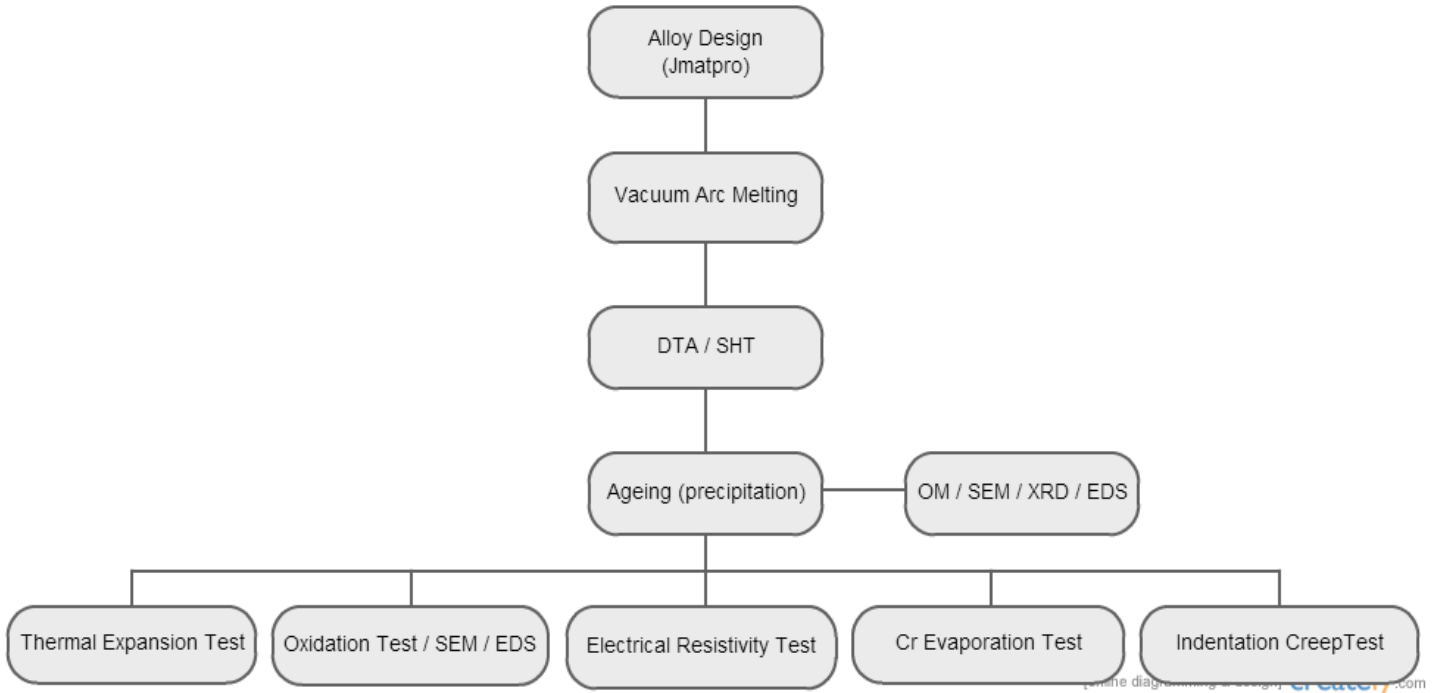 Alloy Design
(Jmatpro)
Vacuum Arc Melting
DTA / SHT
Ageing (precipitation)
OM / SEM / XRD / EDS
Thermal Expansion Test
Oxidation Test / SEM / EDS
Electrical Resistivity Test
Cr Evaporation Test
Indentation CreepTest
.com